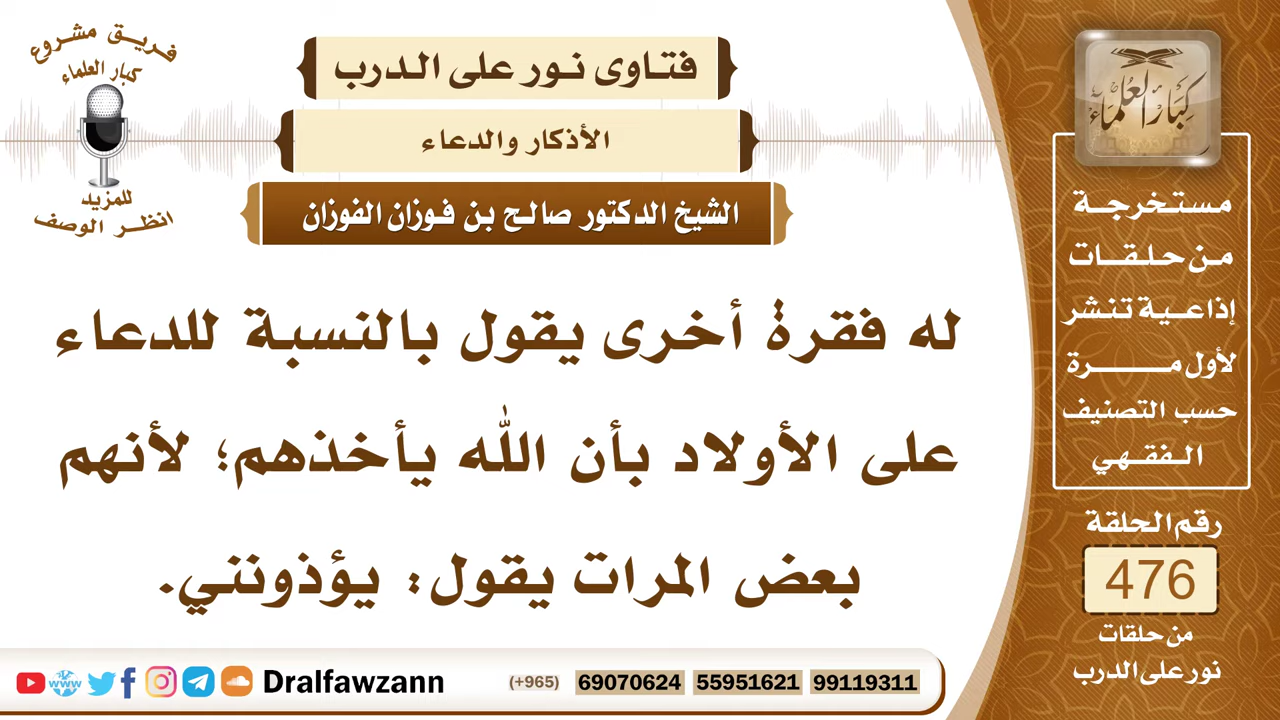 فريق مشروع
كبار العلماء
للمزيد
انظر الوصف
فتاوى نور على الدرب
الأذكار والدعاء
الشيخ الدكتور صالح بن فوزان الفوزان
له فقرةٌ أخرى يقول بالنسبة للدعاء
على الأولاد بأن الله يأخذهم؛ لأنهم
بعض المرات يقول: يؤذونني.
كبار العلماء
مستخرجة
من حلقات
إذاعية تنشر
لأول مرة
حسب التصنيف
الفقهي
رقم الحلقة
476
من حلقات
نور على الدرب
www
Dralfawzann
(+965) 69070624 55951621 99119311